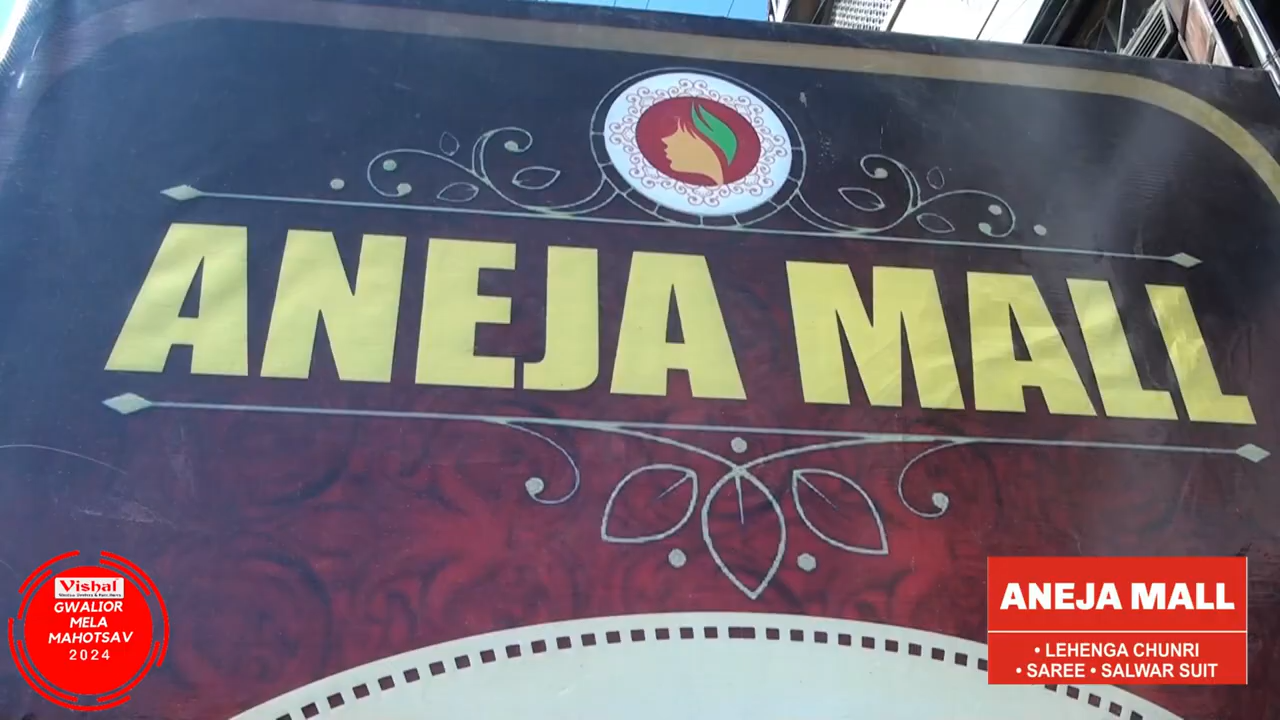 ANEJA MALL
Vishal
GWALIOR
MELA
MAHOTSAV
2024
ANEJA MALL
• LEHENGA CHUNRI
• SAREE • SALWAR SUIT